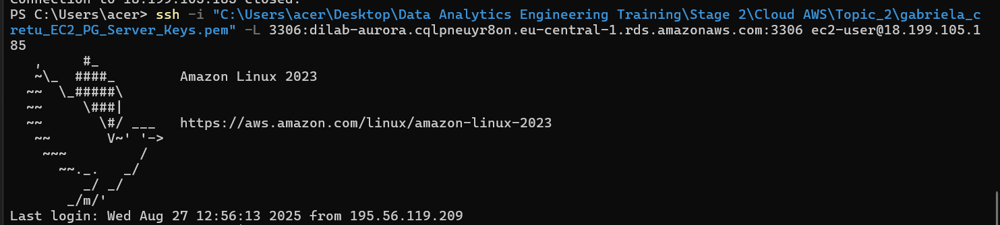 Connection to 18.199.105.185 closed.
PS C:\Users\acer> ssh -i "C:\Users\acer\Desktop\Data Analytics Engineering Training\Stage 2\Cloud AWS\Topic_2\gabriela_c
retu_EC2_PG_Server_Keys.pem" -L 3306:dilab-aurora.cqlpneuyr8on.eu-central-1.rds.amazonaws.com:3306 ec2-user@18.199.105.1
85
   ,     #_
   ~\_  ####_        Amazon Linux 2023
  ~~  \_#####\
  ~~     \###|
  ~~       \#/ ___   https://aws.amazon.com/linux/amazon-linux-2023
   ~~       V~' '->
    ~~~         /
      ~~._.   _/
         _/ _/
       _/m/'
Last login: Wed Aug 27 12:56:13 2025 from 195.56.119.209